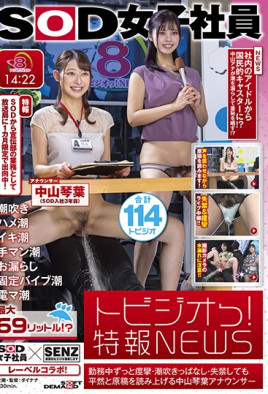 SOD女子社員
8
14:22
NEWS
社内のアイドルから
国民的キャスターに!?
特報
アナウンサー
中山琴葉
(SOD入社3年目)
合計
114
トビジオ
潮吹き
ハメ潮
イキ潮
手マン潮
お漏らし
固定バイブ潮
電マ潮
最大
69リットル!?
トビジオっ!
特報NEWS
SOD
女子社員
×
SENZ
レーベルコラボ!
勤務中ずっと痙攣・潮吹きっぱなし・失禁しても
平然と原稿を読み上げる中山琴葉アナウンサー